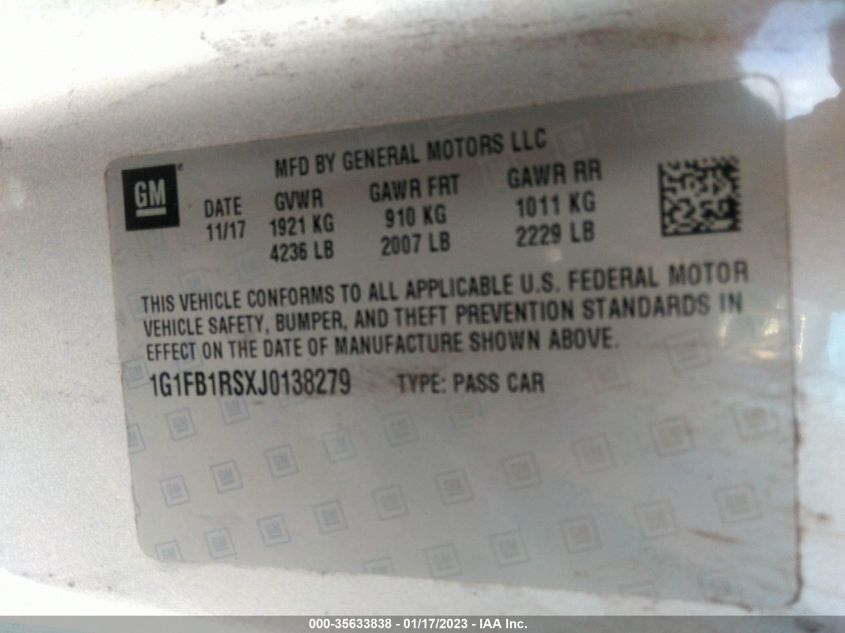 GM
MFD BY GENERAL MOTORS LLC
DATE GVWR GAWR FRT GAWR RR
11/17 1921 KG 910 KG 1011 KG
4236 LB 2007 LB 2229 LB
THIS VEHICLE CONFORMS TO ALL APPLICABLE U.S. FEDERAL MOTOR
VEHICLE SAFETY, BUMPER, AND THEFT PREVENTION STANDARDS IN
EFFECT ON THE DATE OF MANUFACTURE SHOWN ABOVE.
1G1FB1RSXJ0138279 TYPE: PASS CAR
000-35633838 - 01/17/2023 - IAA Inc.